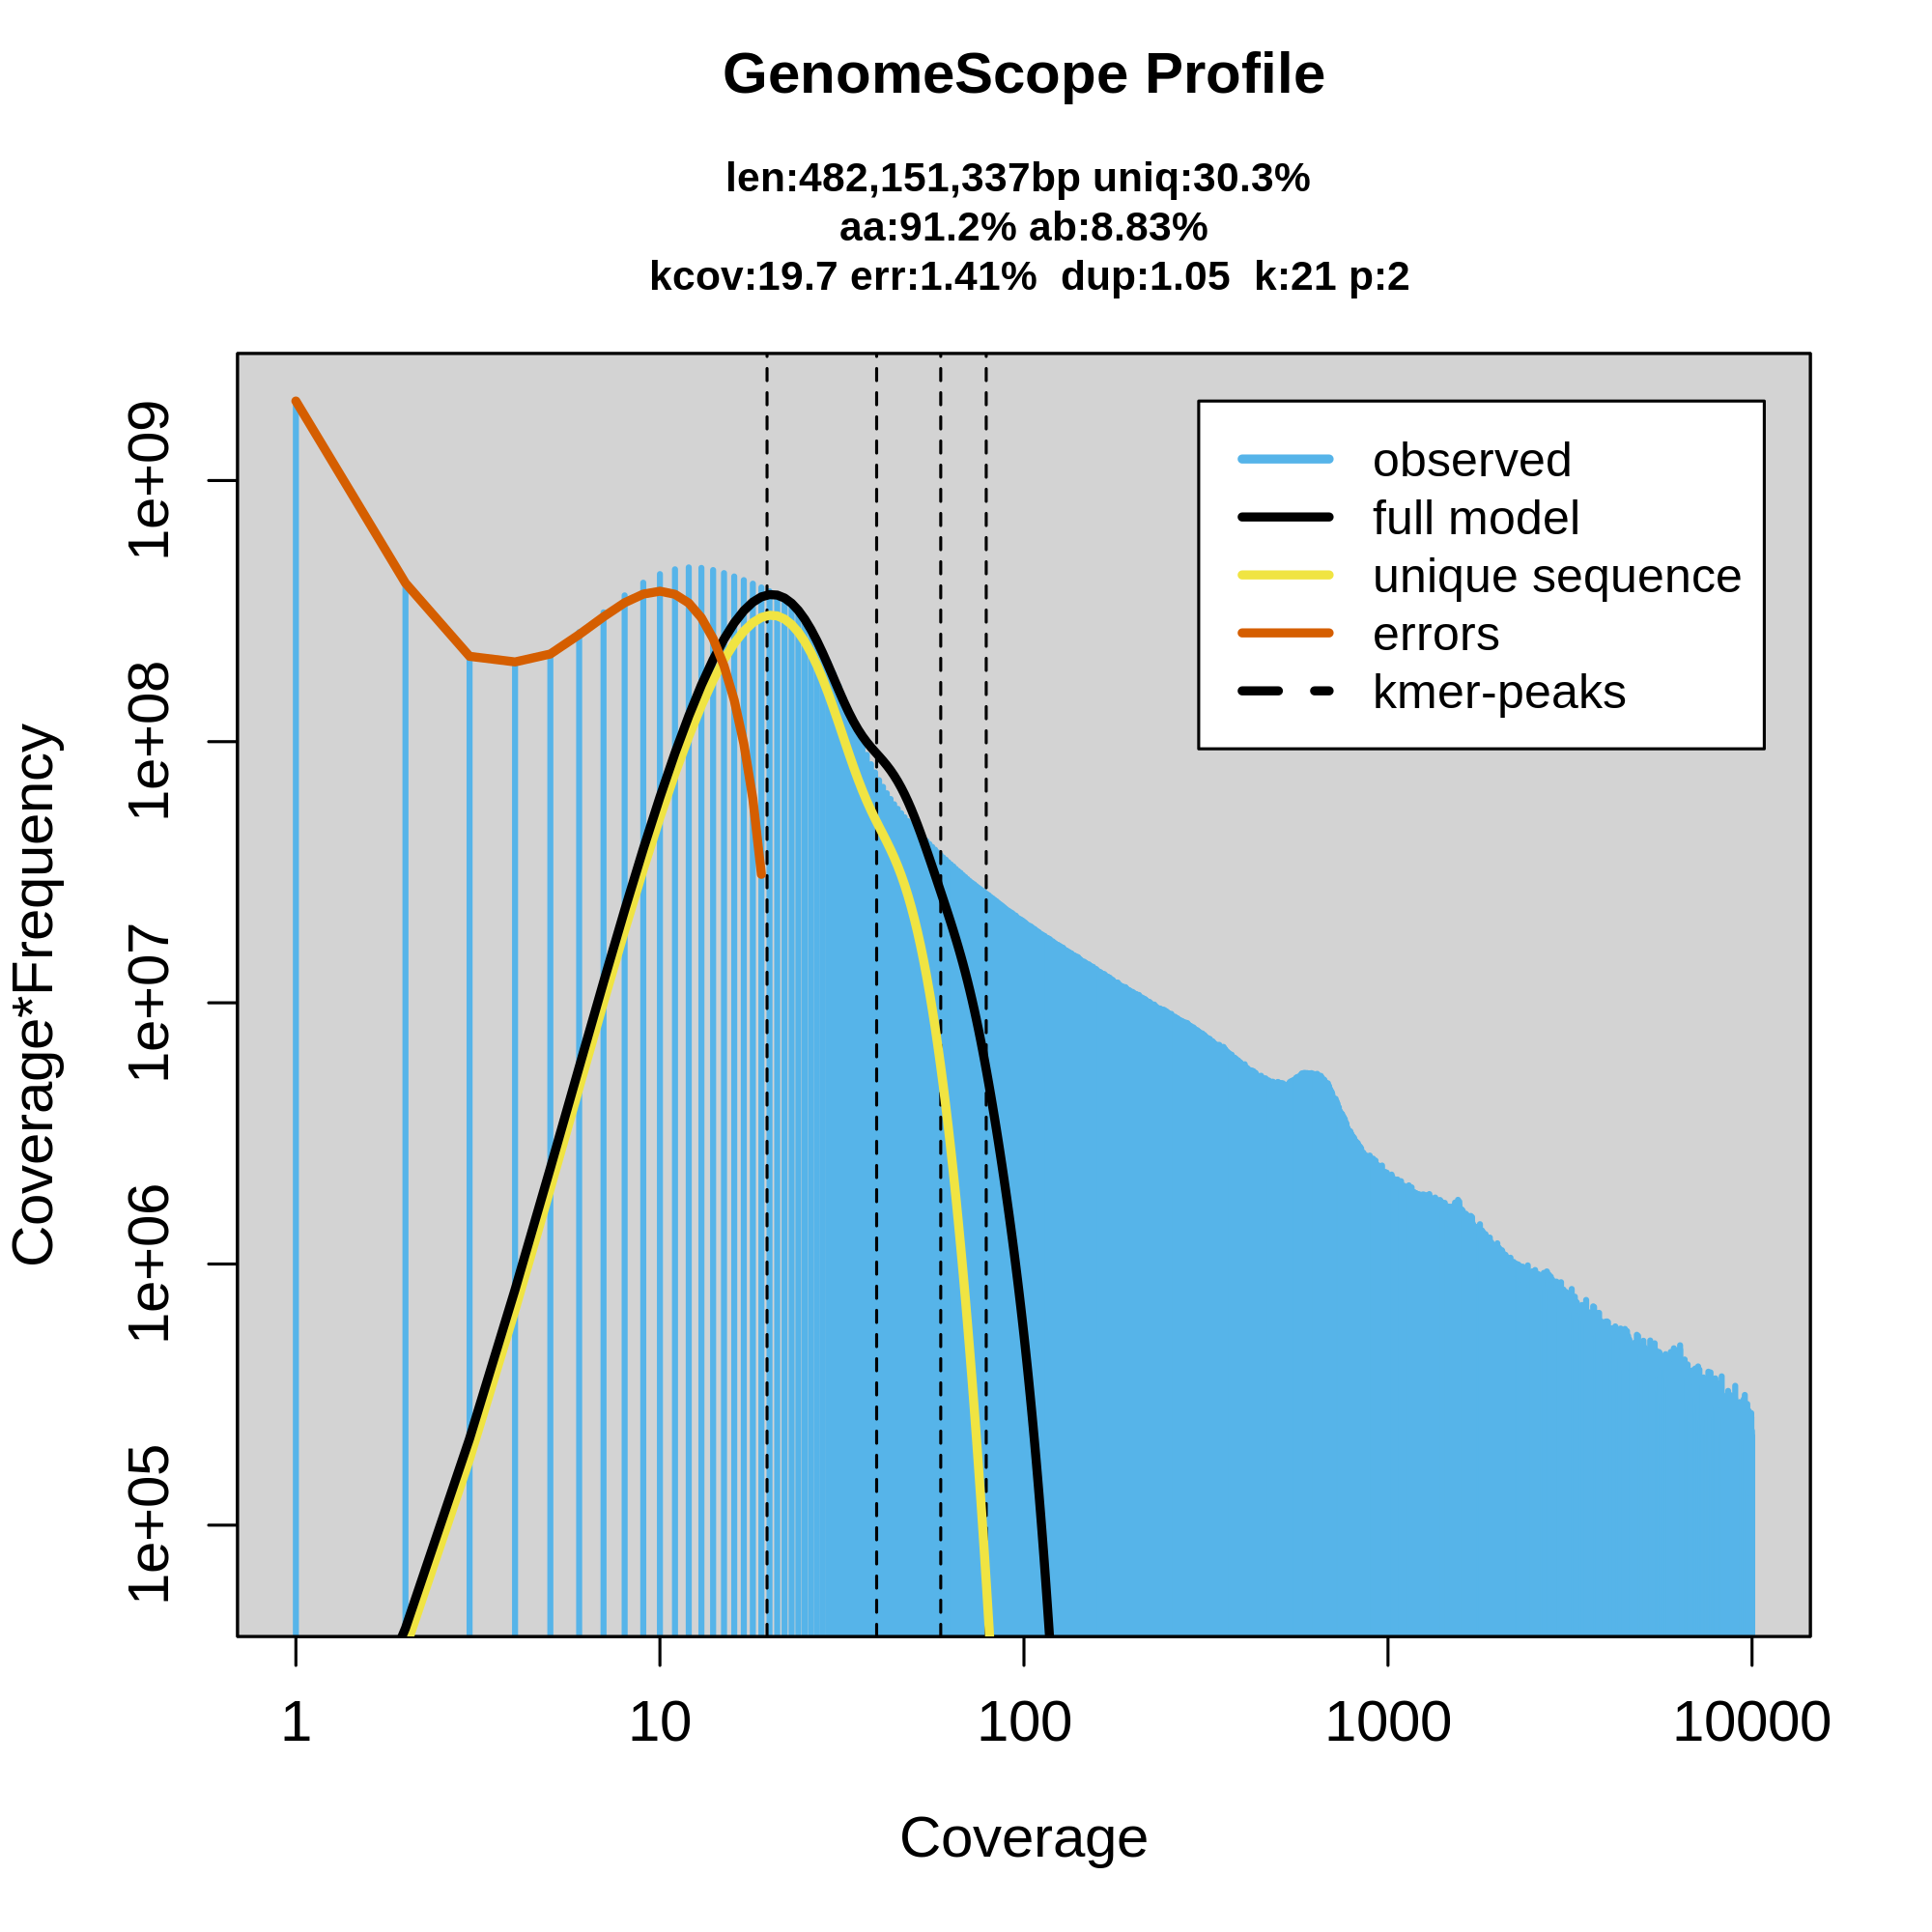 GenomeScope Profile
len:482,151,337bp uniq:30.3%
aa:91.2% ab:8.83%
kcov:19.7 err:1.41%  dup:1.05  k:21 p:2
observed
full model
unique sequence
errors
kmer-peaks
Coverage*Frequency
1e+09
1e+08
1e+07
1e+06
1e+05
1 10 100 1000 10000
Coverage